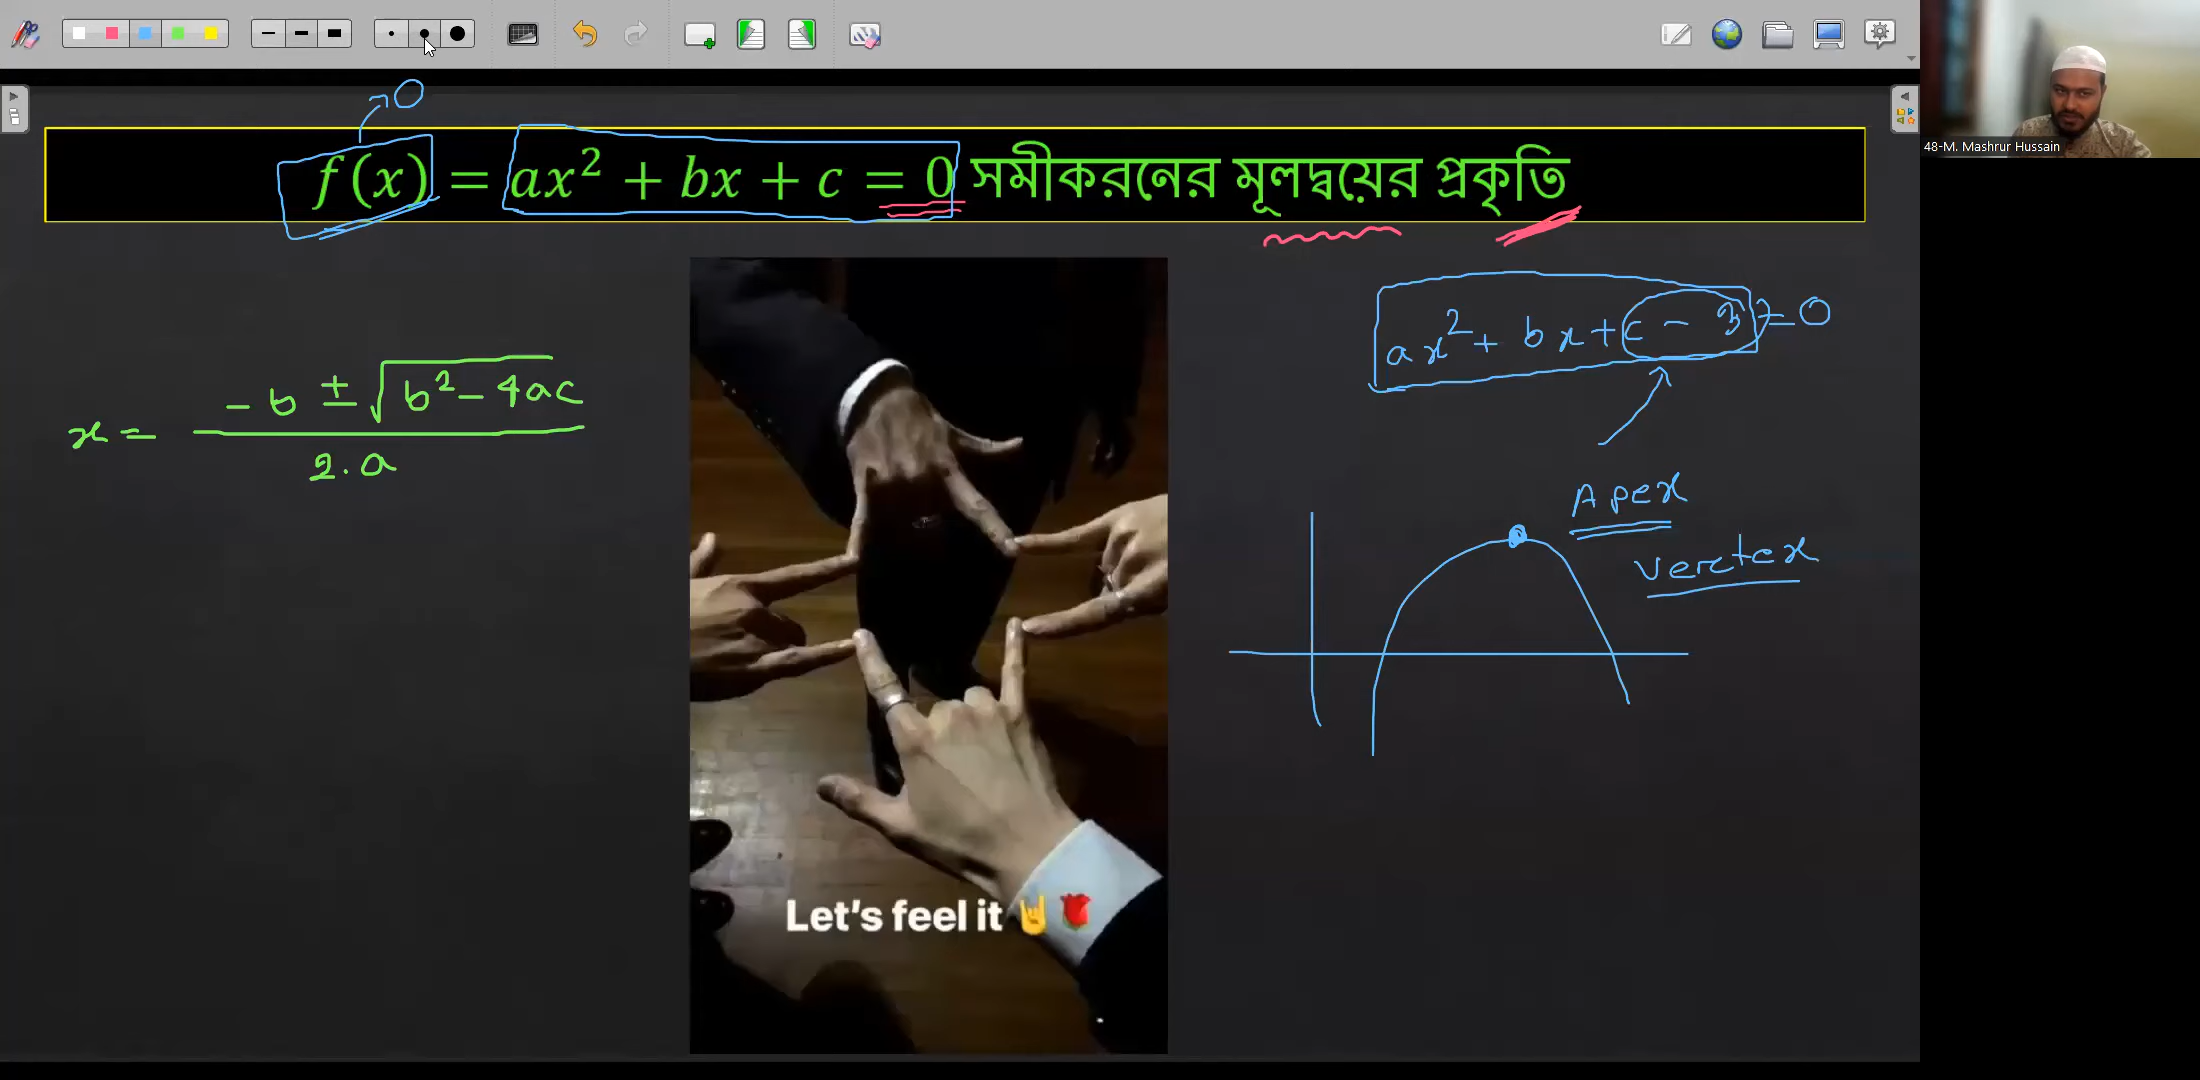 0
f(x) = ax² + bx + c = 0 সমীকরনের মূলদ্বয়ের প্রকৃতি
48-M. Mashrur Hussain
ax² + bx + c - 3 = 0
x = -b ± √b² - 4ac
2.a
Apex
Vertex
Let's feel it 🤘🌹